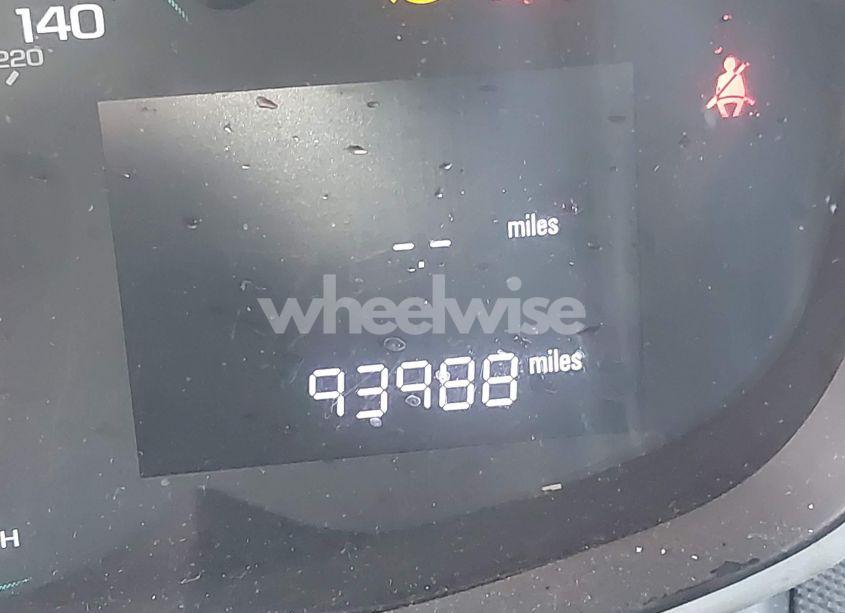 140
220
-.- miles
wheelwise
93988 miles
H